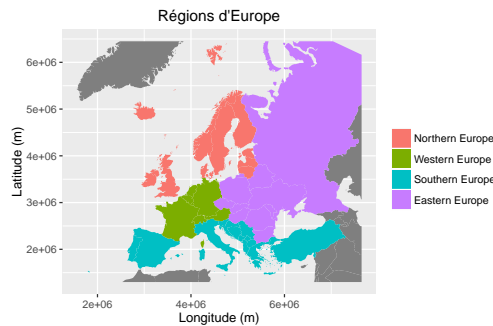 Régions d'Europe
6e+06
5e+06
4e+06
3e+06
2e+06
Latitude (m)
2e+06
4e+06
6e+06
Longitude (m)
Northern Europe
Western Europe
Southern Europe
Eastern Europe